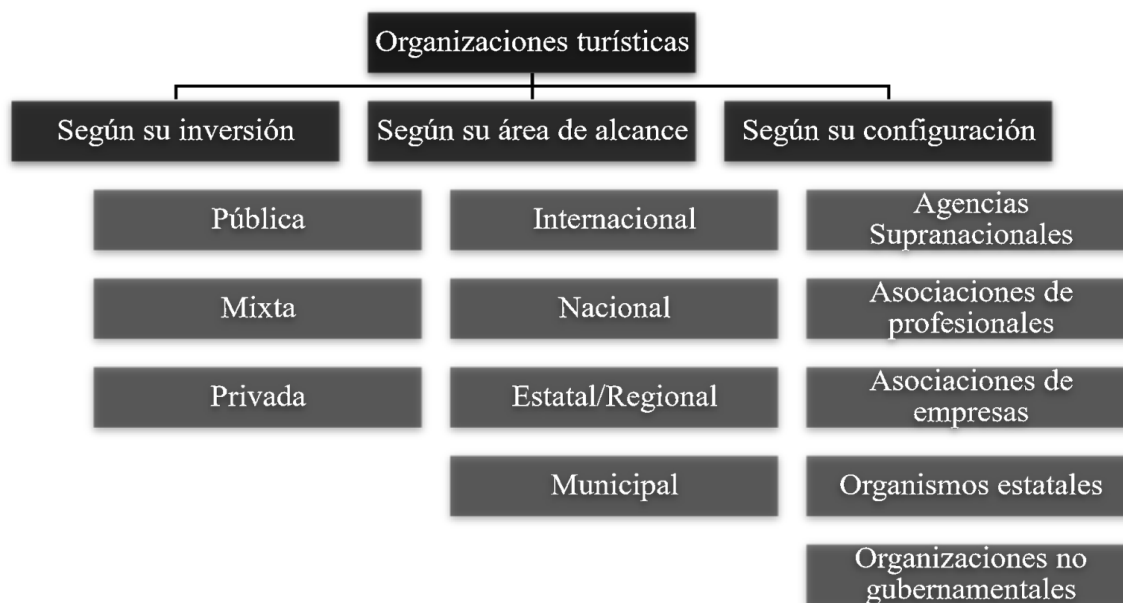 Organizaciones turísticas
Según su inversión
Según su área de alcance
Según su configuración
Pública
Internacional
Agencias
Supranacionales
Mixta
Nacional
Asociaciones de
profesionales
Privada
Estatal/Regional
Asociaciones de
empresas
Municipal
Organismos estatales
Organizaciones no
gubernamentales